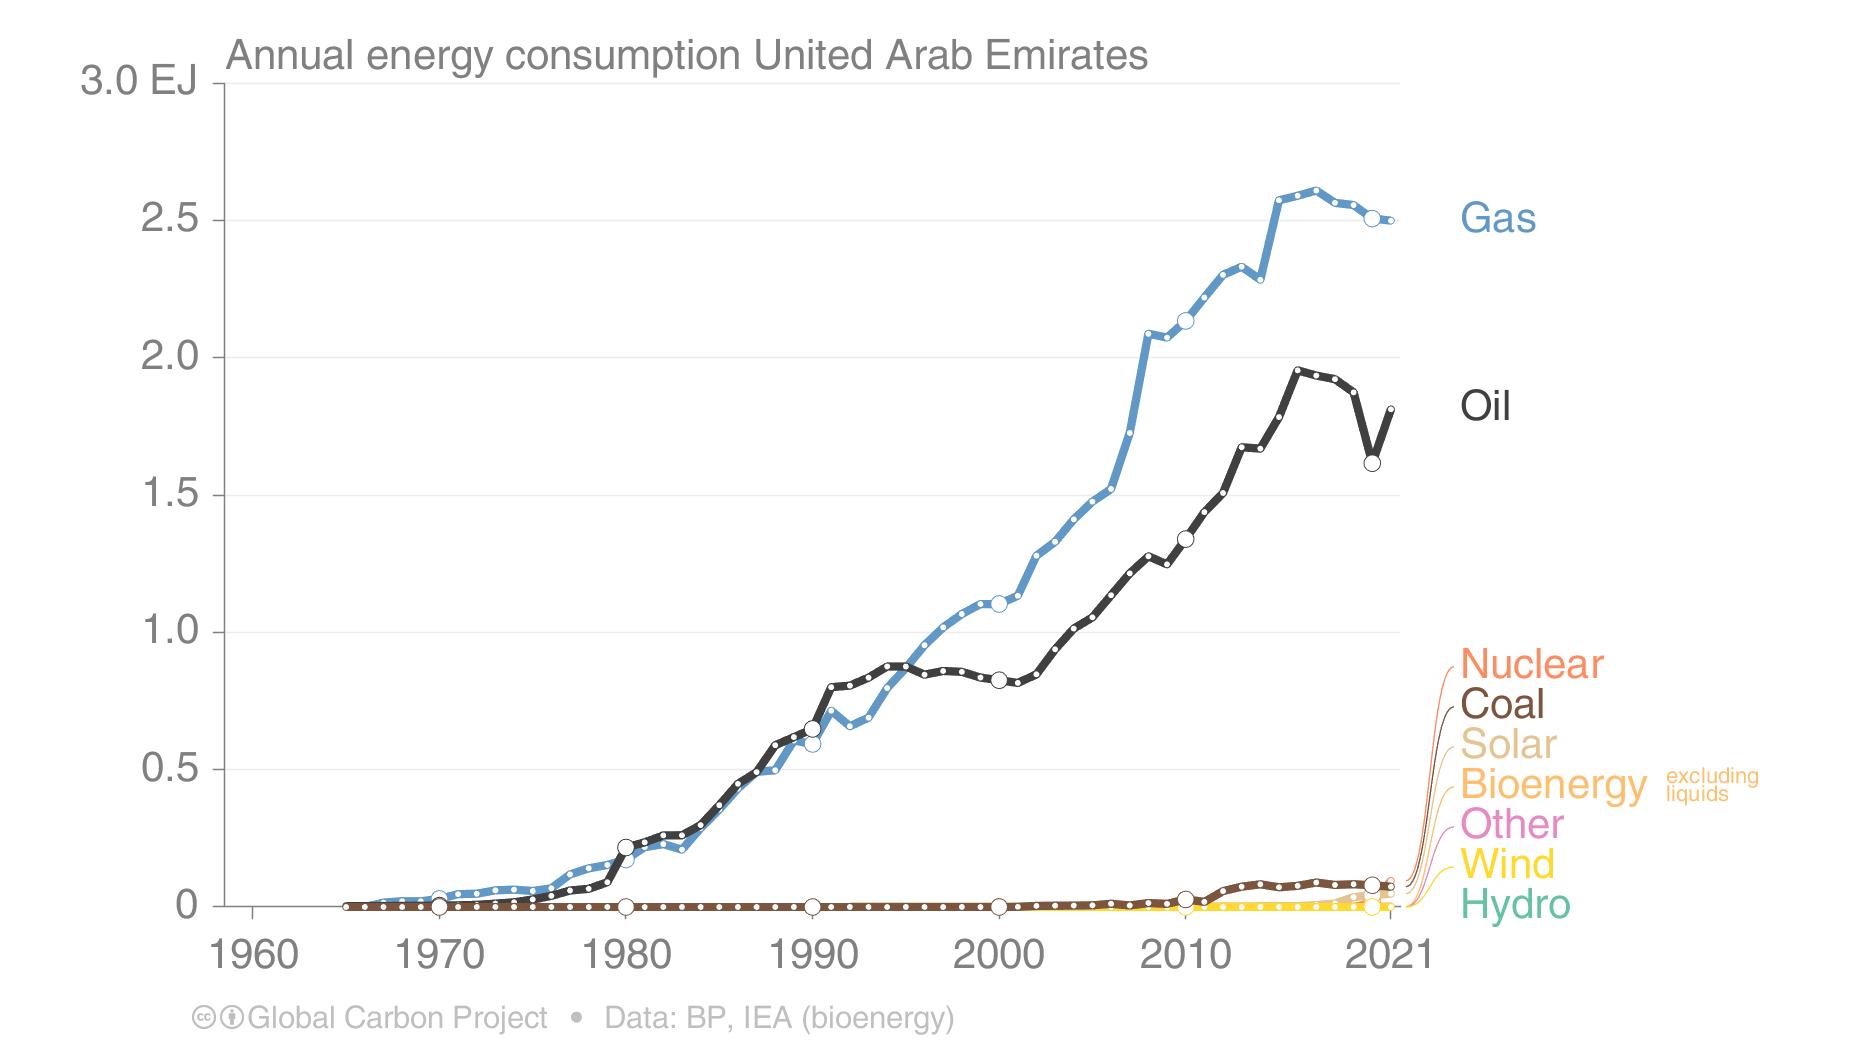 Annual energy consumption United Arab Emirates
3.0 EJ
2.5
2.0
1.5
1.0
0.5
0
Gas
Oil
Nuclear
Coal
Solar
Bioenergy excluding liquids
Other
Wind
Hydro
1960 1970 1980 1990 2000 2010 2021
cc Global Carbon Project • Data: BP, IEA (bioenergy)